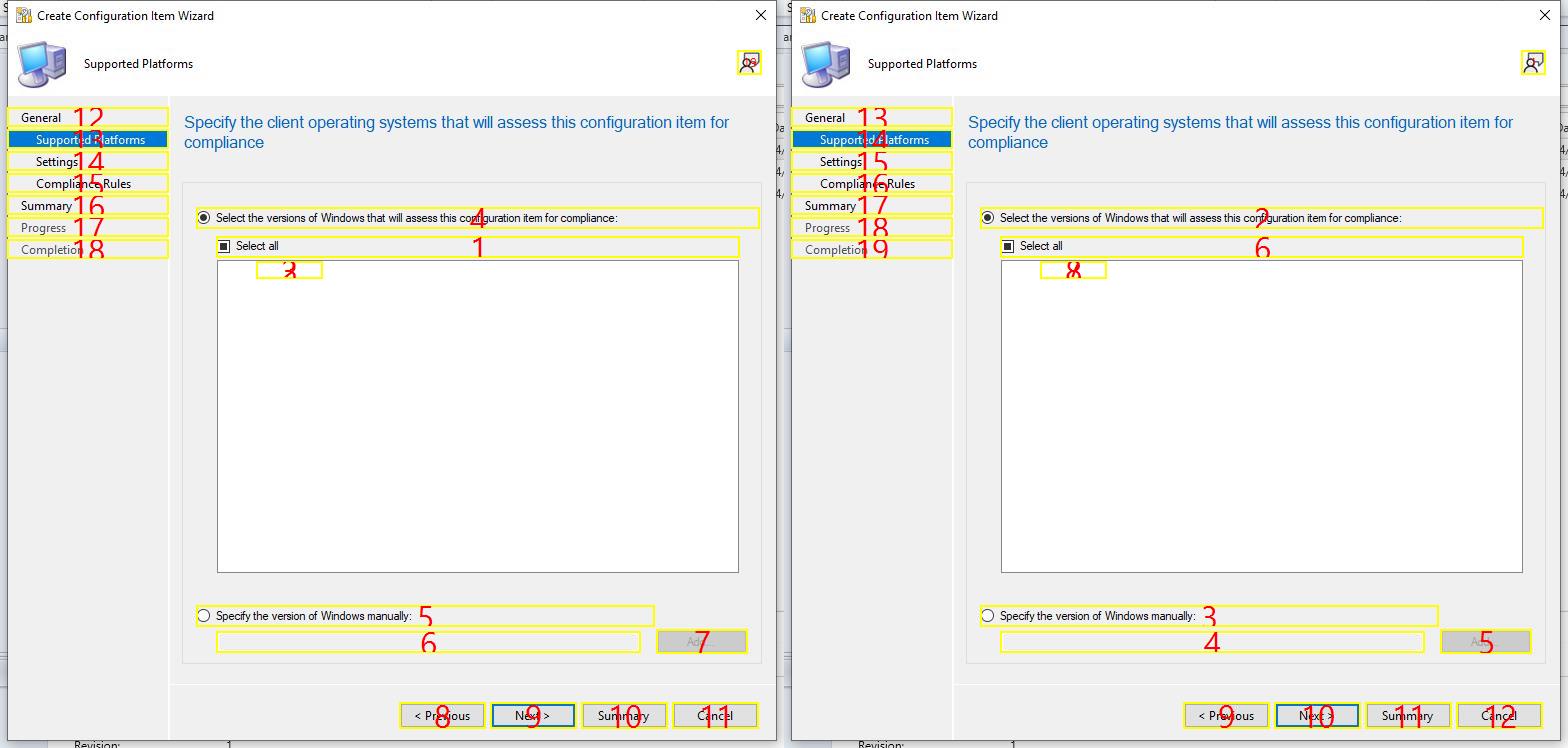 Create Configuration Item Wizard
Supported Platforms
General 12
Supported Platforms 13
Settings 14
Compliance Rules 15
Summary 16
Progress 17
Completion 18
Specify the client operating systems that will assess this configuration item for
compliance
Select the versions of Windows that will assess this configuration item for compliance: 4
Select all 1
Specify the version of Windows manually: 5
6
Add... 7
< Previous 8
Next > 9
Summary 10
Cancel 11
Revision: 1
Create Configuration Item Wizard
Supported Platforms
General 13
Supported Platforms 14
Settings 15
Compliance Rules 16
Summary 17
Progress 18
Completion 19
Specify the client operating systems that will assess this configuration item for
compliance
Select the versions of Windows that will assess this configuration item for compliance: 2
Select all 6
Specify the version of Windows manually: 3
4
Add... 5
< Previous 9
Next > 10
Summary 11
Cancel 12
Revision: 1